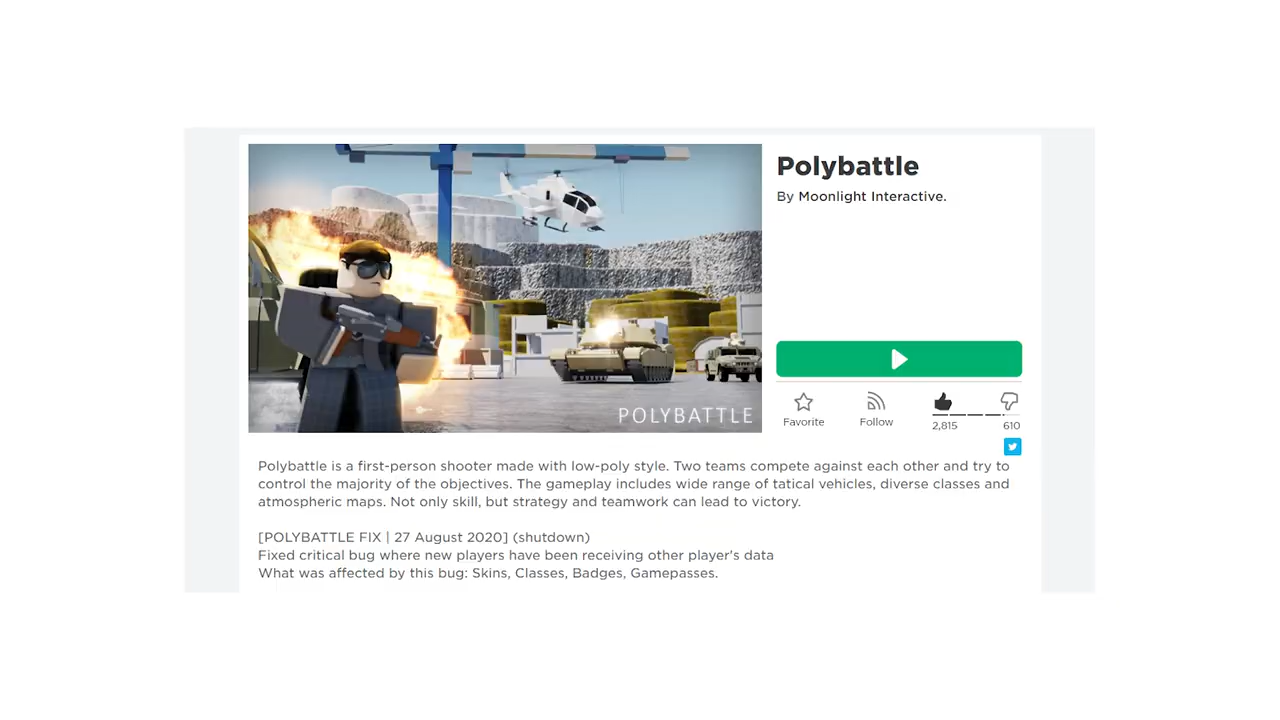 Polybattle
By Moonlight Interactive.
POLYBATTLE
Favorite
Follow
2,815
610
Polybattle is a first-person shooter made with low-poly style. Two teams compete against each other and try to
control the majority of the objectives. The gameplay includes wide range of tatical vehicles, diverse classes and
atmospheric maps. Not only skill, but strategy and teamwork can lead to victory.
[POLYBATTLE FIX | 27 August 2020] (shutdown)
Fixed critical bug where new players have been receiving other player's data
What was affected by this bug: Skins, Classes, Badges, Gamepasses.